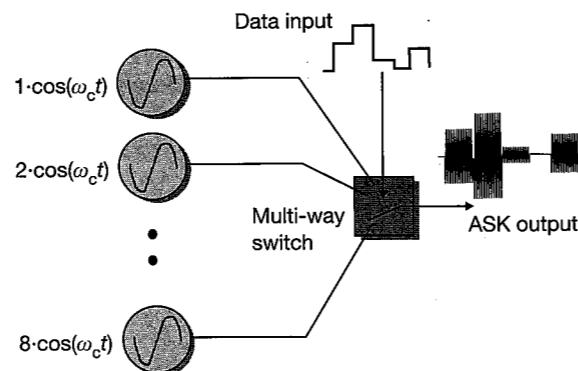 Data input
1·cos(ωct)
2·cos(ωct)
Multi-way
switch
ASK output
8·cos(ωct)